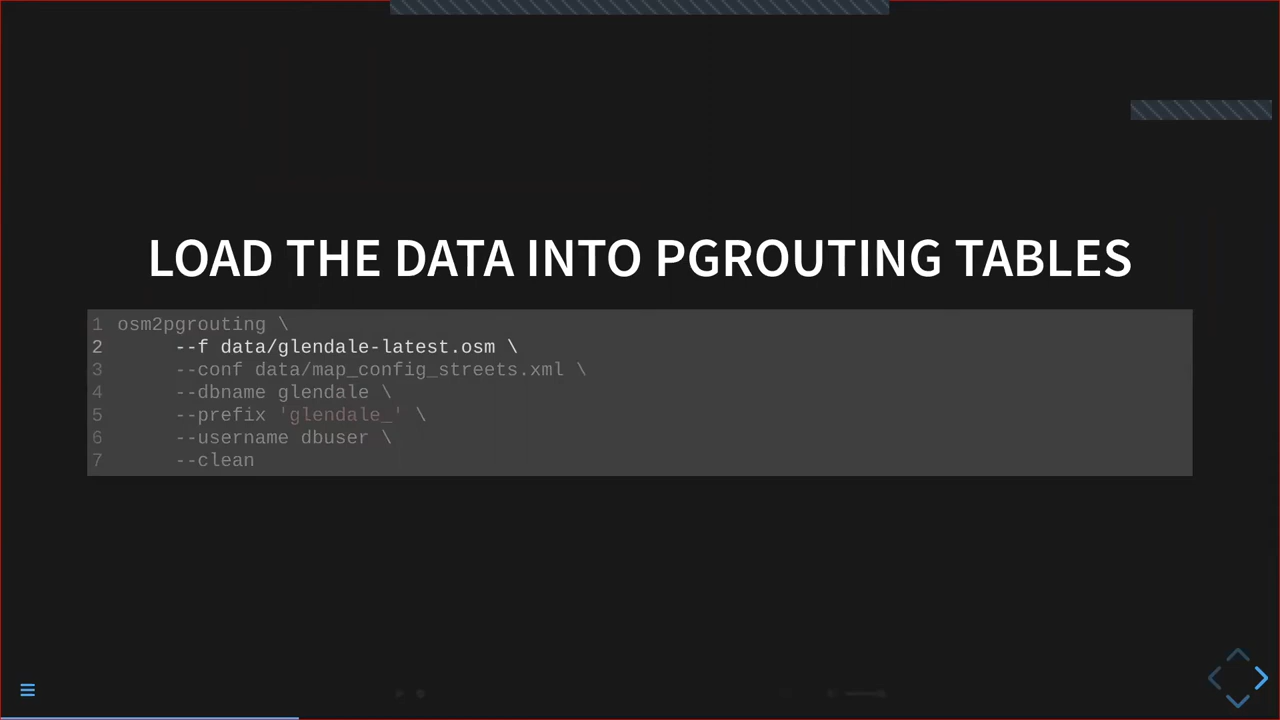 LOAD THE DATA INTO PGROUTING TABLES
1 osm2pgrouting \
2 --f data/glendale-latest.osm \
3 --conf data/map_config_streets.xml \
4 --dbname glendale \
5 --prefix 'glendale_' \
6 --username dbuser \
7 --clean